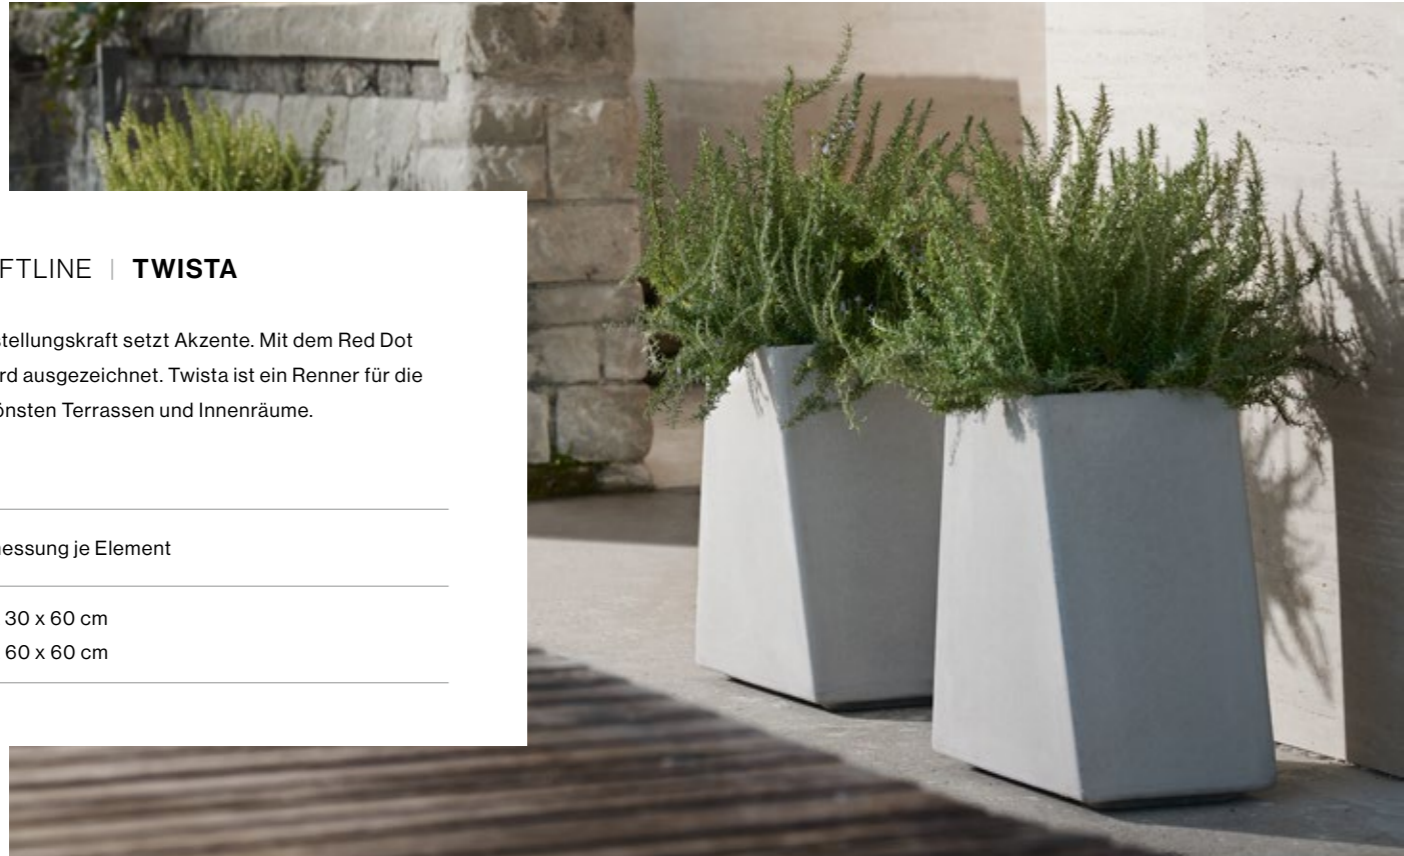 FTLINE | TWISTA
tellungskraft setzt Akzente. Mit dem Red Dot
rd ausgezeichnet. Twista ist ein Renner für die
önsten Terrassen und Innenräume.
essung je Element
30 x 60 cm
60 x 60 cm